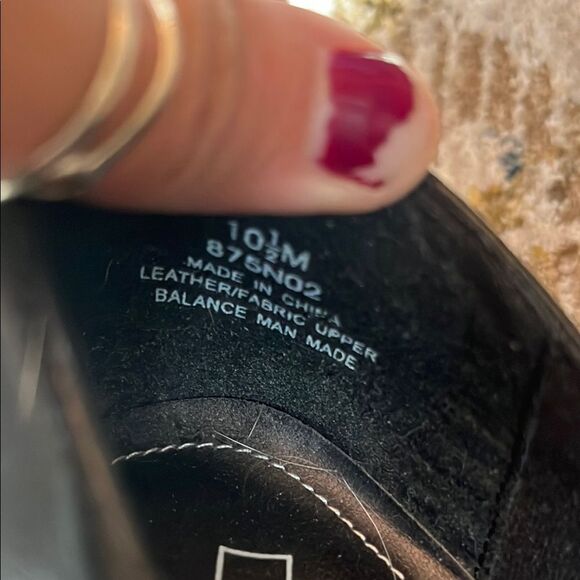 10½M
875N02
MADE IN CHINA
LEATHER/FABRIC UPPER
BALANCE MAN MADE